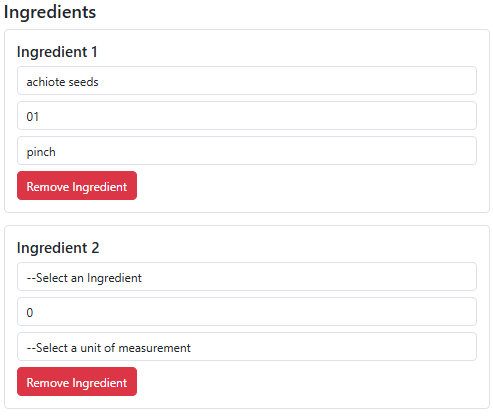 Ingredients
Ingredient 1
achiote seeds
01
pinch
Remove Ingredient
Ingredient 2
--Select an Ingredient
0
--Select a unit of measurement
Remove Ingredient